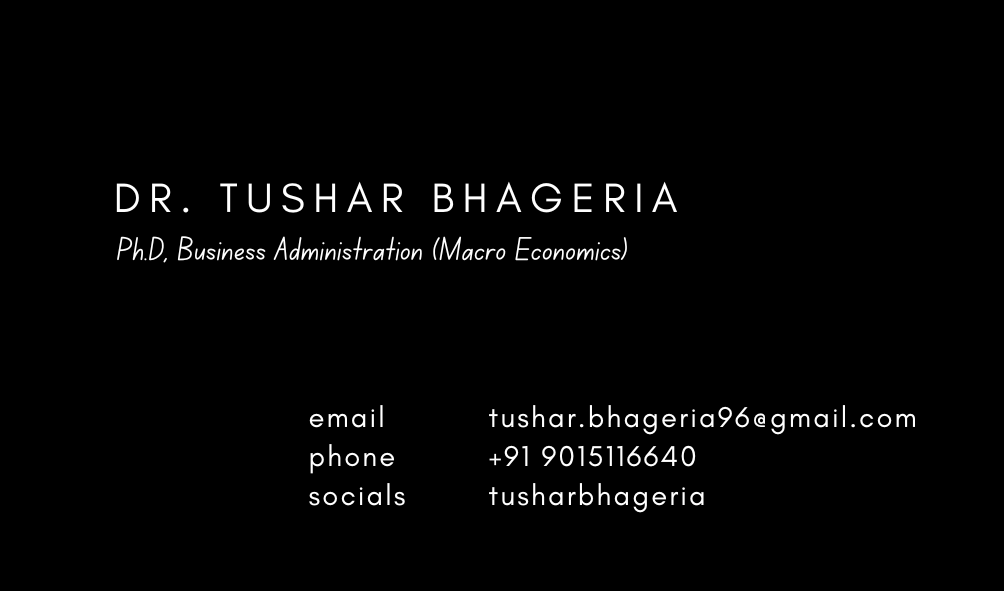 DR. TUSHAR BHAGERIA
Ph.D, Business Administration (Macro Economics)
email tushar.bhageria96@gmail.com
phone +91 9015116640
socials tusharbhageria